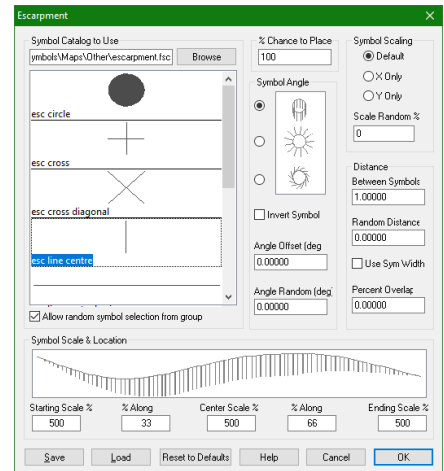 Escarpment
Symbol Catalog to Use
ymbols\Maps\Other\escarpment.fsc
Browse
esc circle
esc cross
esc cross diagonal
esc line centre
Allow random symbol selection from group
% Chance to Place
100
Symbol Angle
Invert Symbol
Angle Offset (deg
0.00000
Angle Random (deg
0.00000
Symbol Scaling
Default
X Only
Y Only
Scale Random %
0
Distance
Between Symbols
1.00000
Random Distance
0.00000
Use Sym Width
Percent Overlap
0.00000
Symbol Scale & Location
Starting Scale %
% Along
Center Scale %
% Along
Ending Scale %
500
33
500
66
500
Save
Load
Reset to Defaults
Help
Cancel
OK